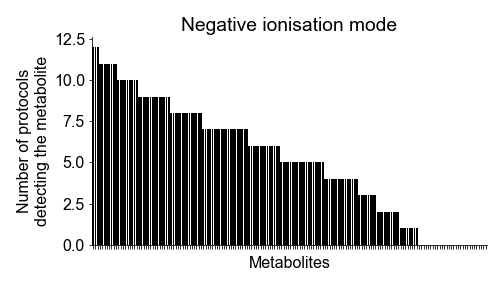 Negative ionisation mode
Number of protocols
detecting the metabolite
12.5
10.0
7.5
5.0
2.5
0.0
Metabolites